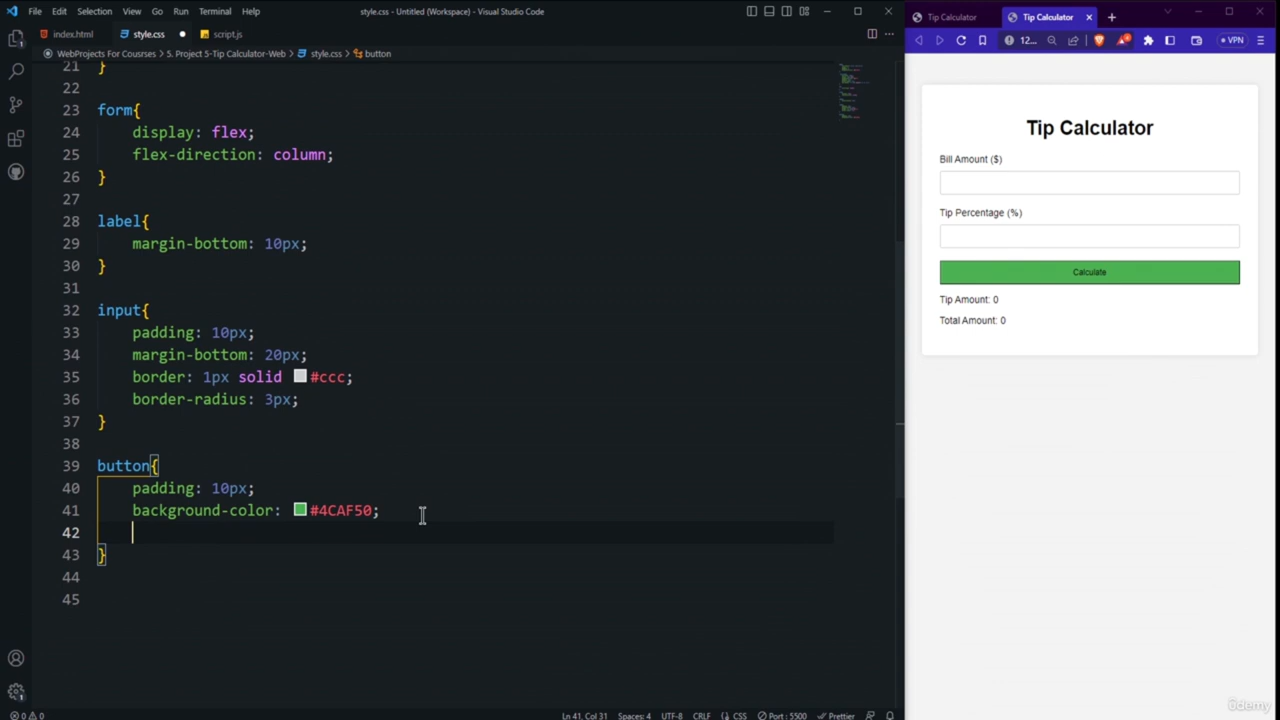 File Edit Selection View Go Run Terminal Help
style.css - Untitled (Workspace) - Visual Studio Code
index.html
style.css
script.js
WebProjects For Coursrses > 5. Project 5-Tip Calculator-Web > style.css > button
21 }
22
23 form{
24 display: flex;
25 flex-direction: column;
26 }
27
28 label{
29 margin-bottom: 10px;
30 }
31
32 input{
33 padding: 10px;
34 margin-bottom: 20px;
35 border: 1px solid #ccc;
36 border-radius: 3px;
37 }
38
39 button{
40 padding: 10px;
41 background-color: #4CAF50;
42
43 }
44
45
0 0 Ln 41, Col 31 Spaces: 4 UTF-8 CRLF CSS Port : 5500 Prettier
Tip Calculator
Tip Calculator
12...
VPN
Tip Calculator
Bill Amount ($)
Tip Percentage (%)
Calculate
Tip Amount: 0
Total Amount: 0
ûdemy